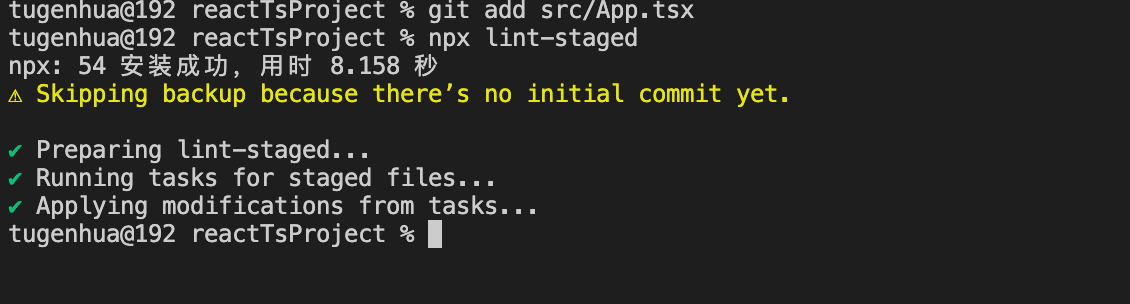 tugenhua@192 reactTsProject % git add src/App.tsx
tugenhua@192 reactTsProject % npx lint-staged
npx: 54 安装成功，用时 8.158 秒
⚠ Skipping backup because there’s no initial commit yet.
✔ Preparing lint-staged...
✔ Running tasks for staged files...
✔ Applying modifications from tasks...
tugenhua@192 reactTsProject %